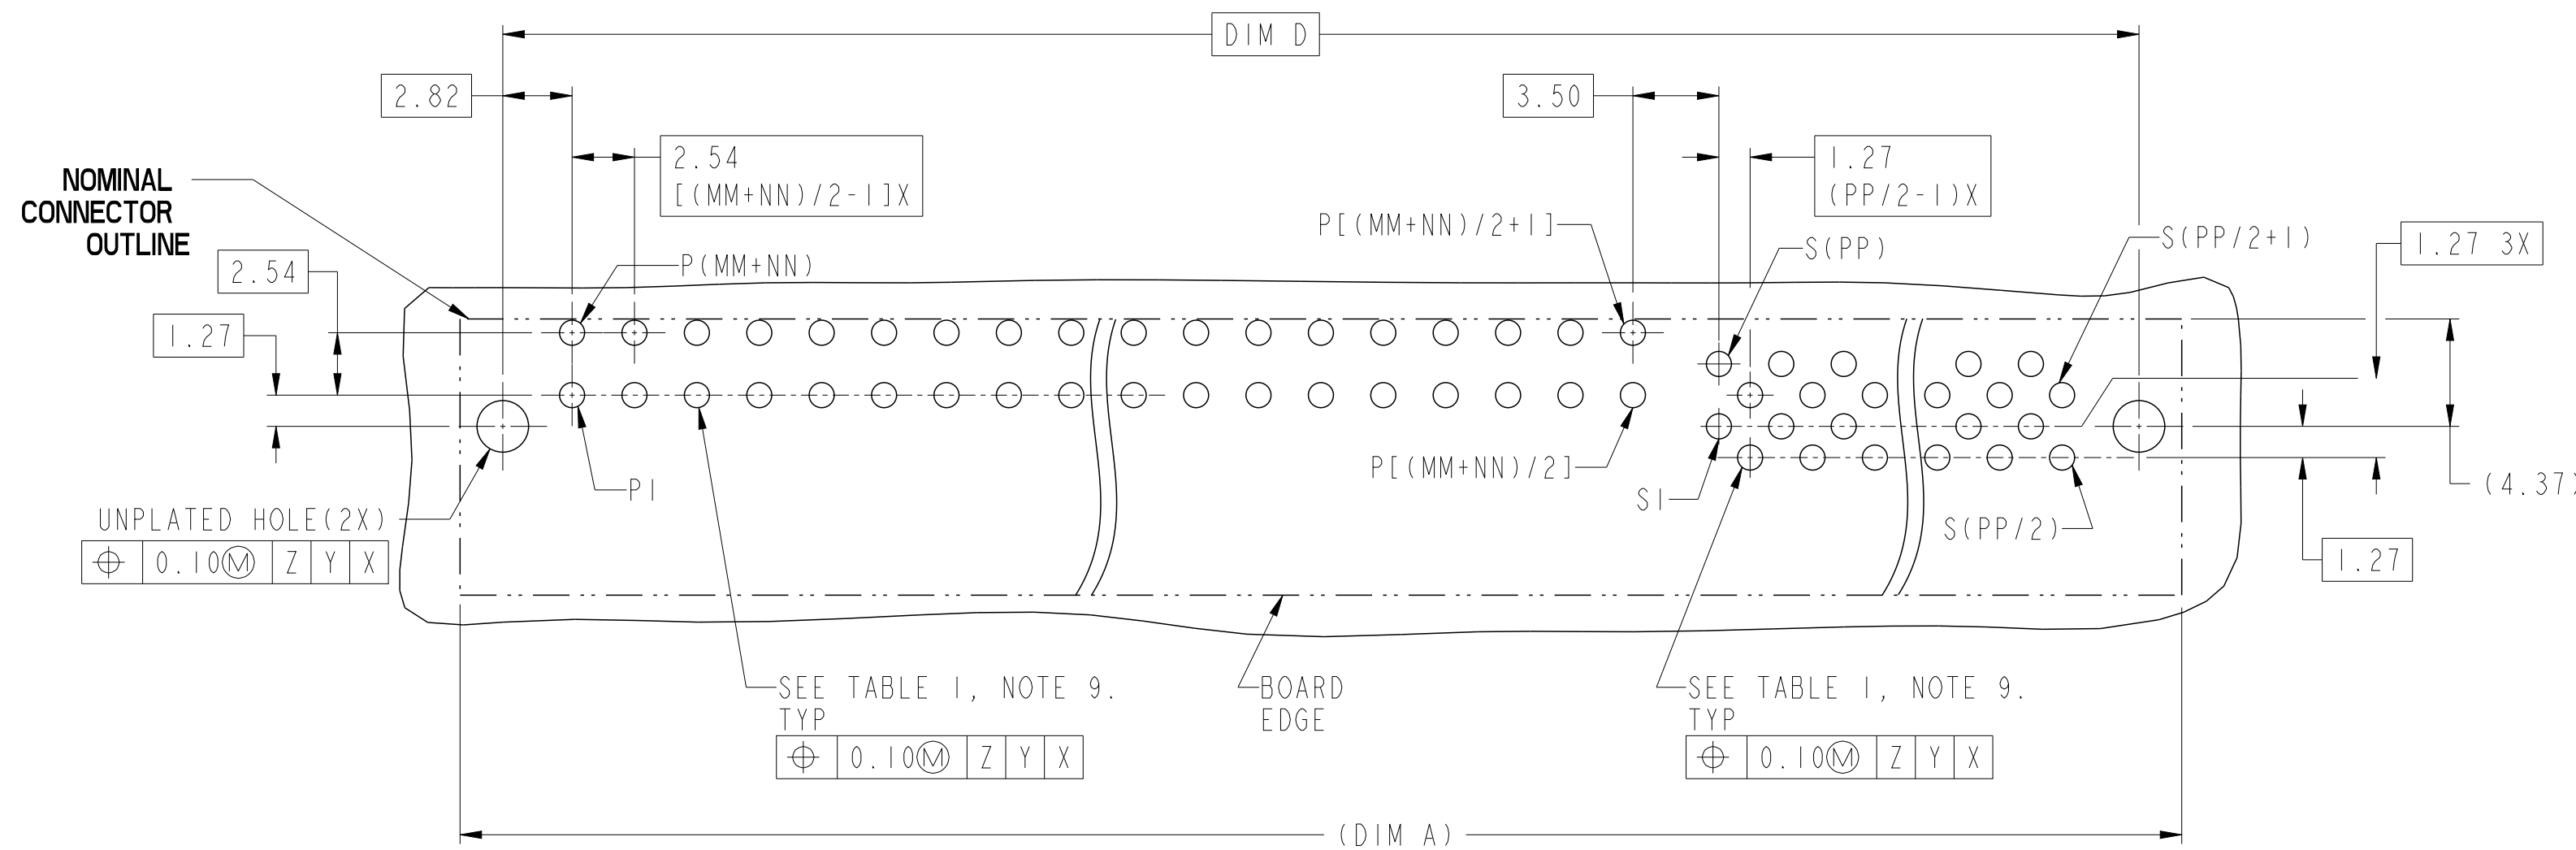 DIM D
2.82
3.50
2.54
[(MM+NN)/2-1]X
1.27
(PP/2-1)X
NOMINAL
CONNECTOR
OUTLINE
P[(MM+NN)/2+1]
S(PP)
S(PP/2+1)
1.27 3X
2.54
P(MM+NN)
1.27
P[(MM+NN)/2]
P1
S1
(4.37)
UNPLATED HOLE(2X)
S(PP/2)
⌖ 0.10Ⓜ Z Y X
1.27
SEE TABLE 1, NOTE 9.
TYP
⌖ 0.10Ⓜ Z Y X
BOARD
EDGE
SEE TABLE 1, NOTE 9.
TYP
⌖ 0.10Ⓜ Z Y X
(DIM A)